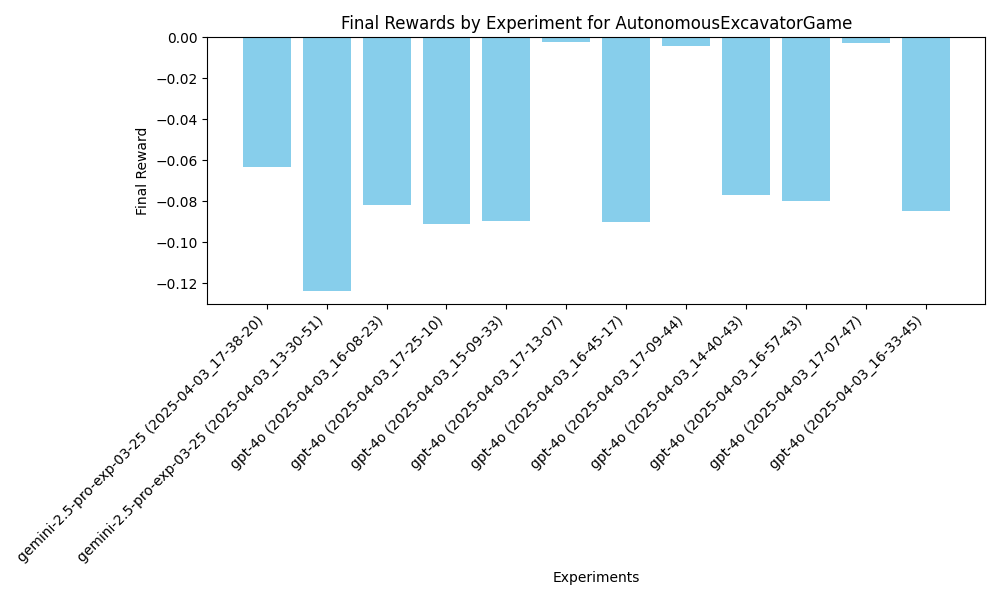 Final Rewards by Experiment for AutonomousExcavatorGame
0.00
−0.02
−0.04
−0.06
−0.08
−0.10
−0.12
Final Reward
gemini-2.5-pro-exp-03-25 (2025-04-03_17-38-20)
gemini-2.5-pro-exp-03-25 (2025-04-03_13-30-51)
gpt-4o (2025-04-03_16-08-23)
gpt-4o (2025-04-03_17-25-10)
gpt-4o (2025-04-03_15-09-33)
gpt-4o (2025-04-03_17-13-07)
gpt-4o (2025-04-03_16-45-17)
gpt-4o (2025-04-03_17-09-44)
gpt-4o (2025-04-03_14-40-43)
gpt-4o (2025-04-03_16-57-43)
gpt-4o (2025-04-03_17-07-47)
gpt-4o (2025-04-03_16-33-45)
Experiments